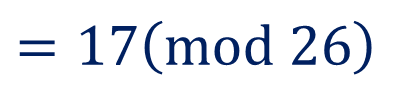 = 17(mod 26)